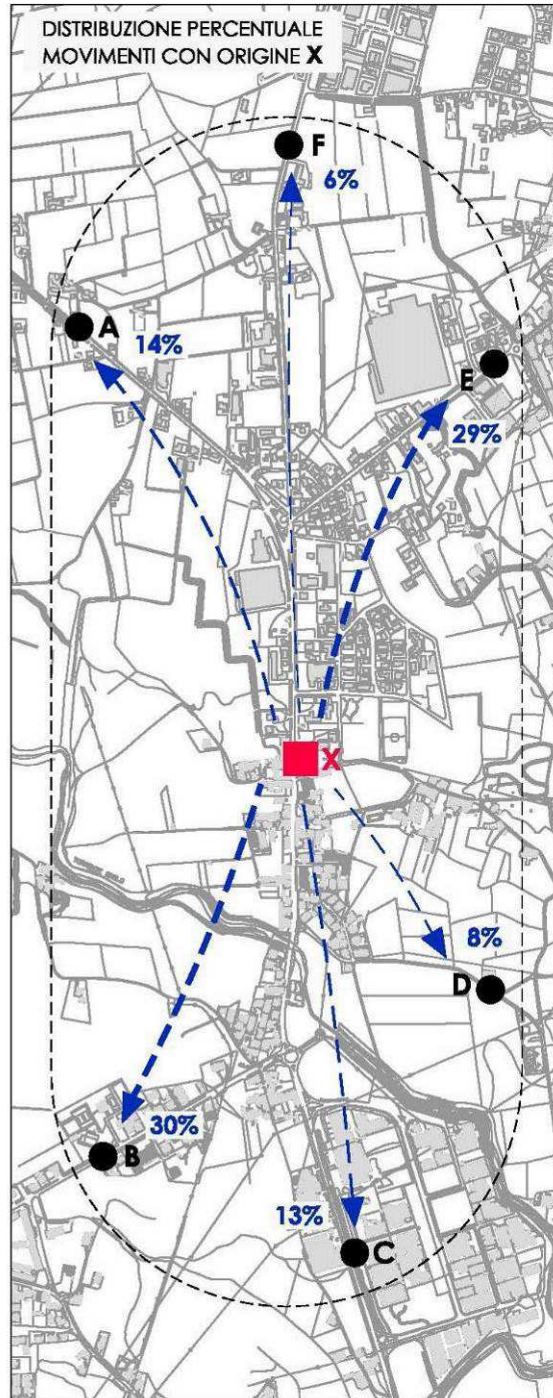 DISTRIBUZIONE PERCENTUALE
MOVIMENTI CON ORIGINE X
F
6%
A
14%
E
29%
X
8%
D
30%
B
13%
C